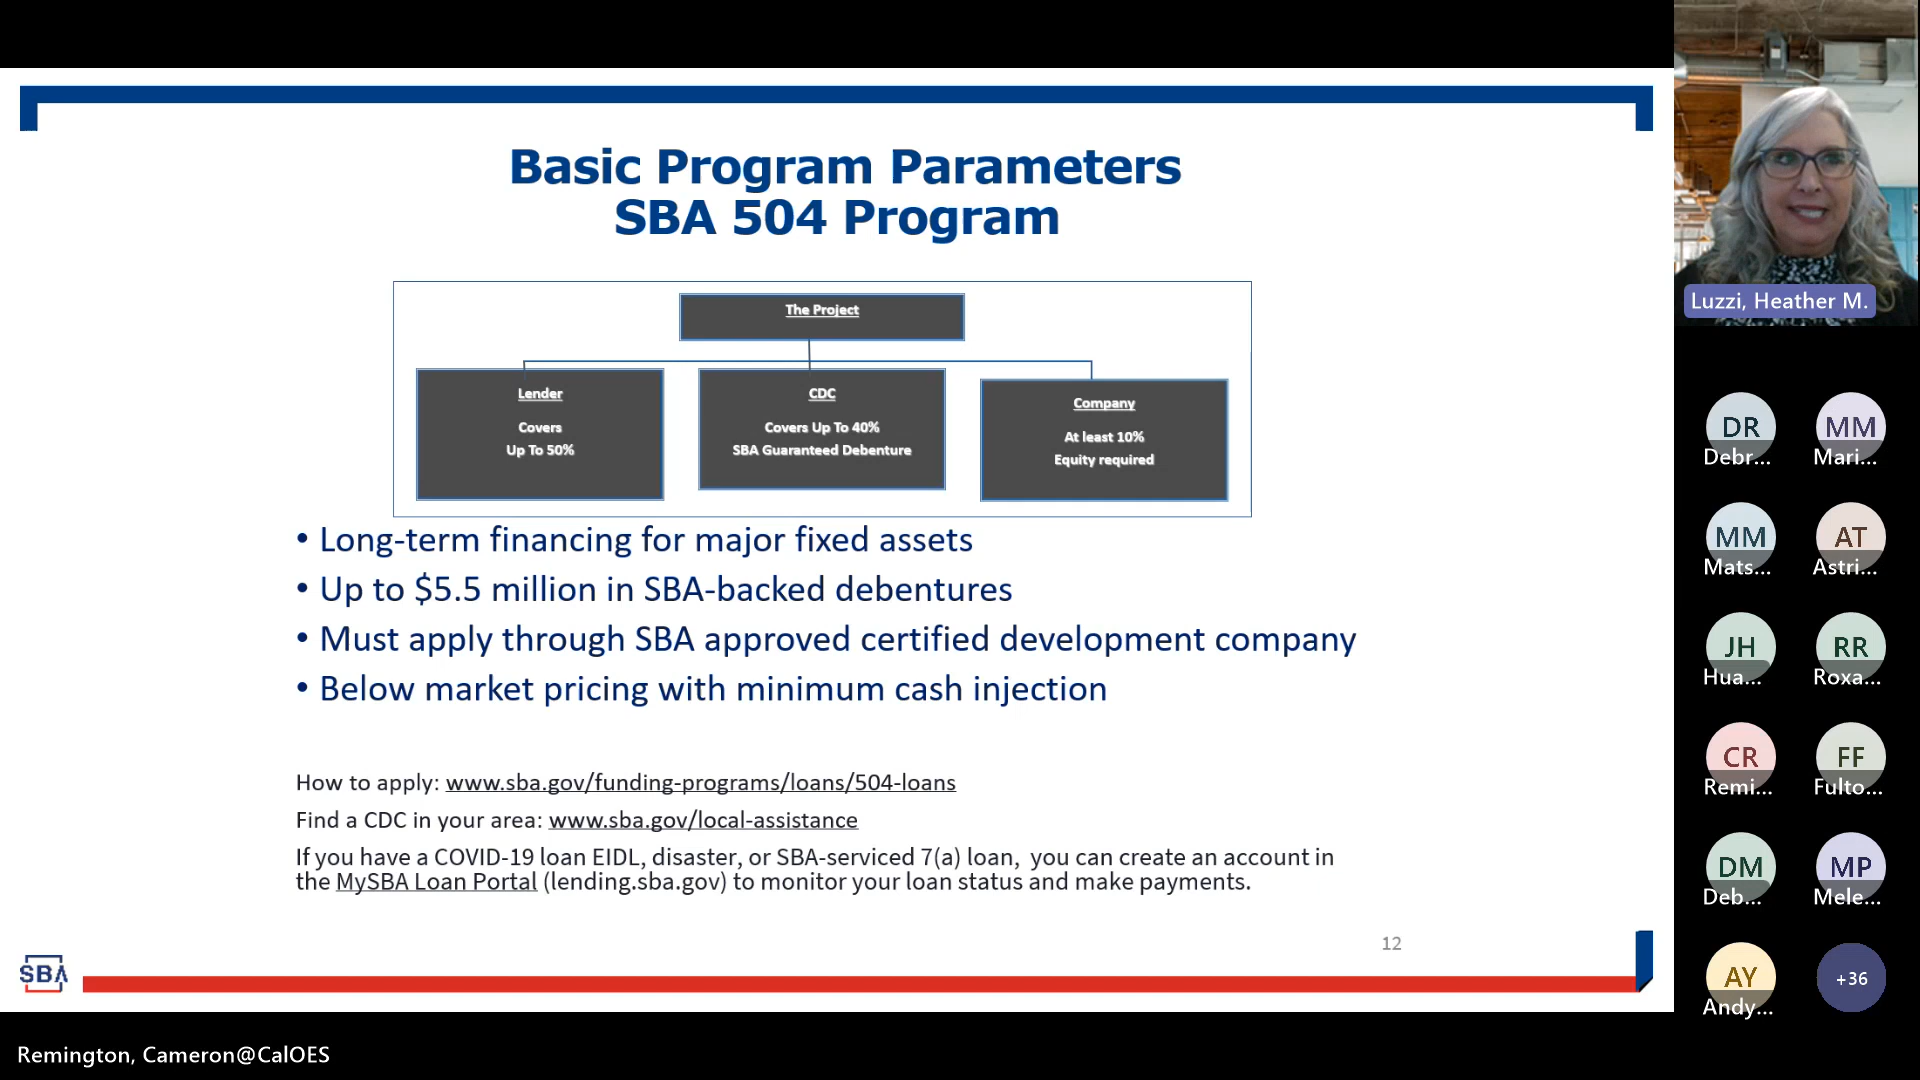 Basic Program Parameters
SBA 504 Program
The Project
Lender
Covers
Up To 50%
CDC
Covers Up To 40%
SBA Guaranteed Debenture
Company
At least 10%
Equity required
• Long-term financing for major fixed assets
• Up to $5.5 million in SBA-backed debentures
• Must apply through SBA approved certified development company
• Below market pricing with minimum cash injection
How to apply: www.sba.gov/funding-programs/loans/504-loans
Find a CDC in your area: www.sba.gov/local-assistance
If you have a COVID-19 loan EIDL, disaster, or SBA-serviced 7(a) loan, you can create an account in
the MySBA Loan Portal (lending.sba.gov) to monitor your loan status and make payments.
12
SBA
Remington, Cameron@CalOES
Luzzi, Heather M.
DR
Debr...
MM
Mari...
MM
Mats...
AT
Astri...
JH
Hua...
RR
Roxa...
CR
Remi...
FF
Fulto...
DM
Deb...
MP
Mele...
AY
Andy...
+36